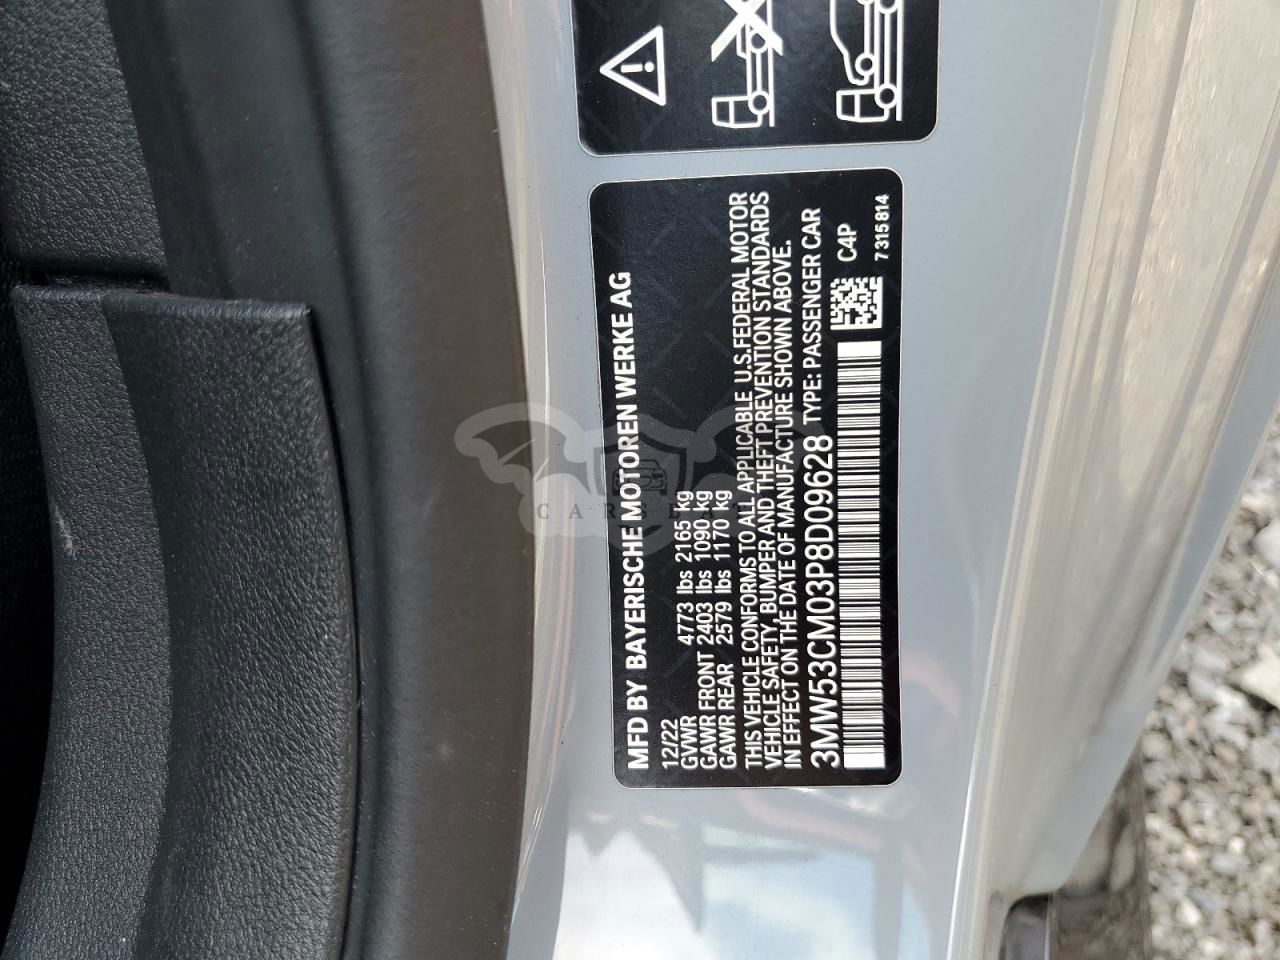 MFD BY BAYERISCHE MOTOREN WERKE AG
12/22
GVWR 4773 lbs 2165 kg
GAWR FRONT 2403 lbs 1090 kg
GAWR REAR 2579 lbs 1170 kg
THIS VEHICLE CONFORMS TO ALL APPLICABLE U.S.FEDERAL MOTOR
VEHICLE SAFETY, BUMPER AND THEFT PREVENTION STANDARDS
IN EFFECT ON THE DATE OF MANUFACTURE SHOWN ABOVE.
3MW53CM03P8D09628 TYPE: PASSENGER CAR
C4P
7 315 814